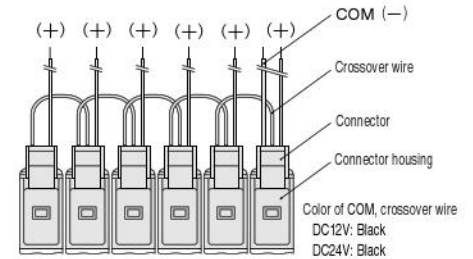 COM (−)
(+) (+) (+) (+) (+) (+)
Crossover wire
Connector
Connector housing
Color of COM, crossover wire
DC12V: Black
DC24V: Black